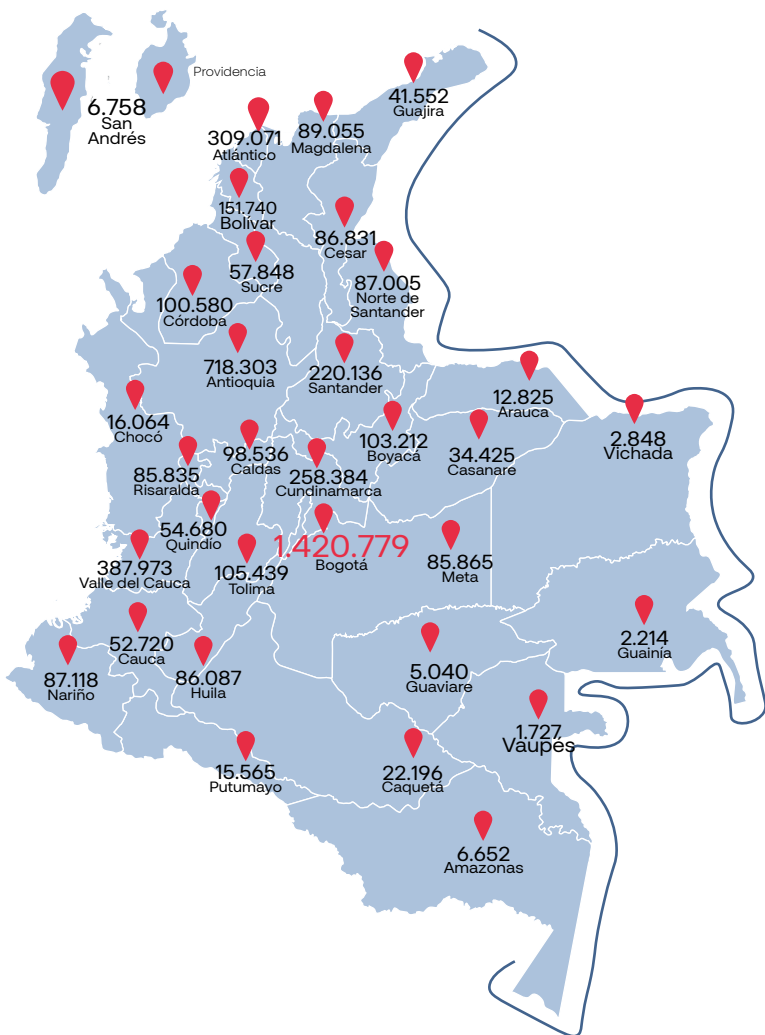 Providencia
6.758
San
Andrés
41.552
Guajira
309.071
Atlántico
89.055
Magdalena
151.740
Bolívar
86.831
Cesar
57.848
Sucre
87.005
Norte de
Santander
100.580
Córdoba
718.303
Antioquia
220.136
Santander
12.825
Arauca
16.064
Chocó
103.212
Boyacá
34.425
Casanare
2.848
Vichada
98.536
Caldas
85.835
Risaralda
258.384
Cundinamarca
54.680
Quindío
1.420.779
Bogotá
387.973
Valle del Cauca
105.439
Tolima
85.865
Meta
52.720
Cauca
2.214
Guainía
87.118
Nariño
86.087
Huila
5.040
Guaviare
1.727
Vaupés
15.565
Putumayo
22.196
Caquetá
6.652
Amazonas